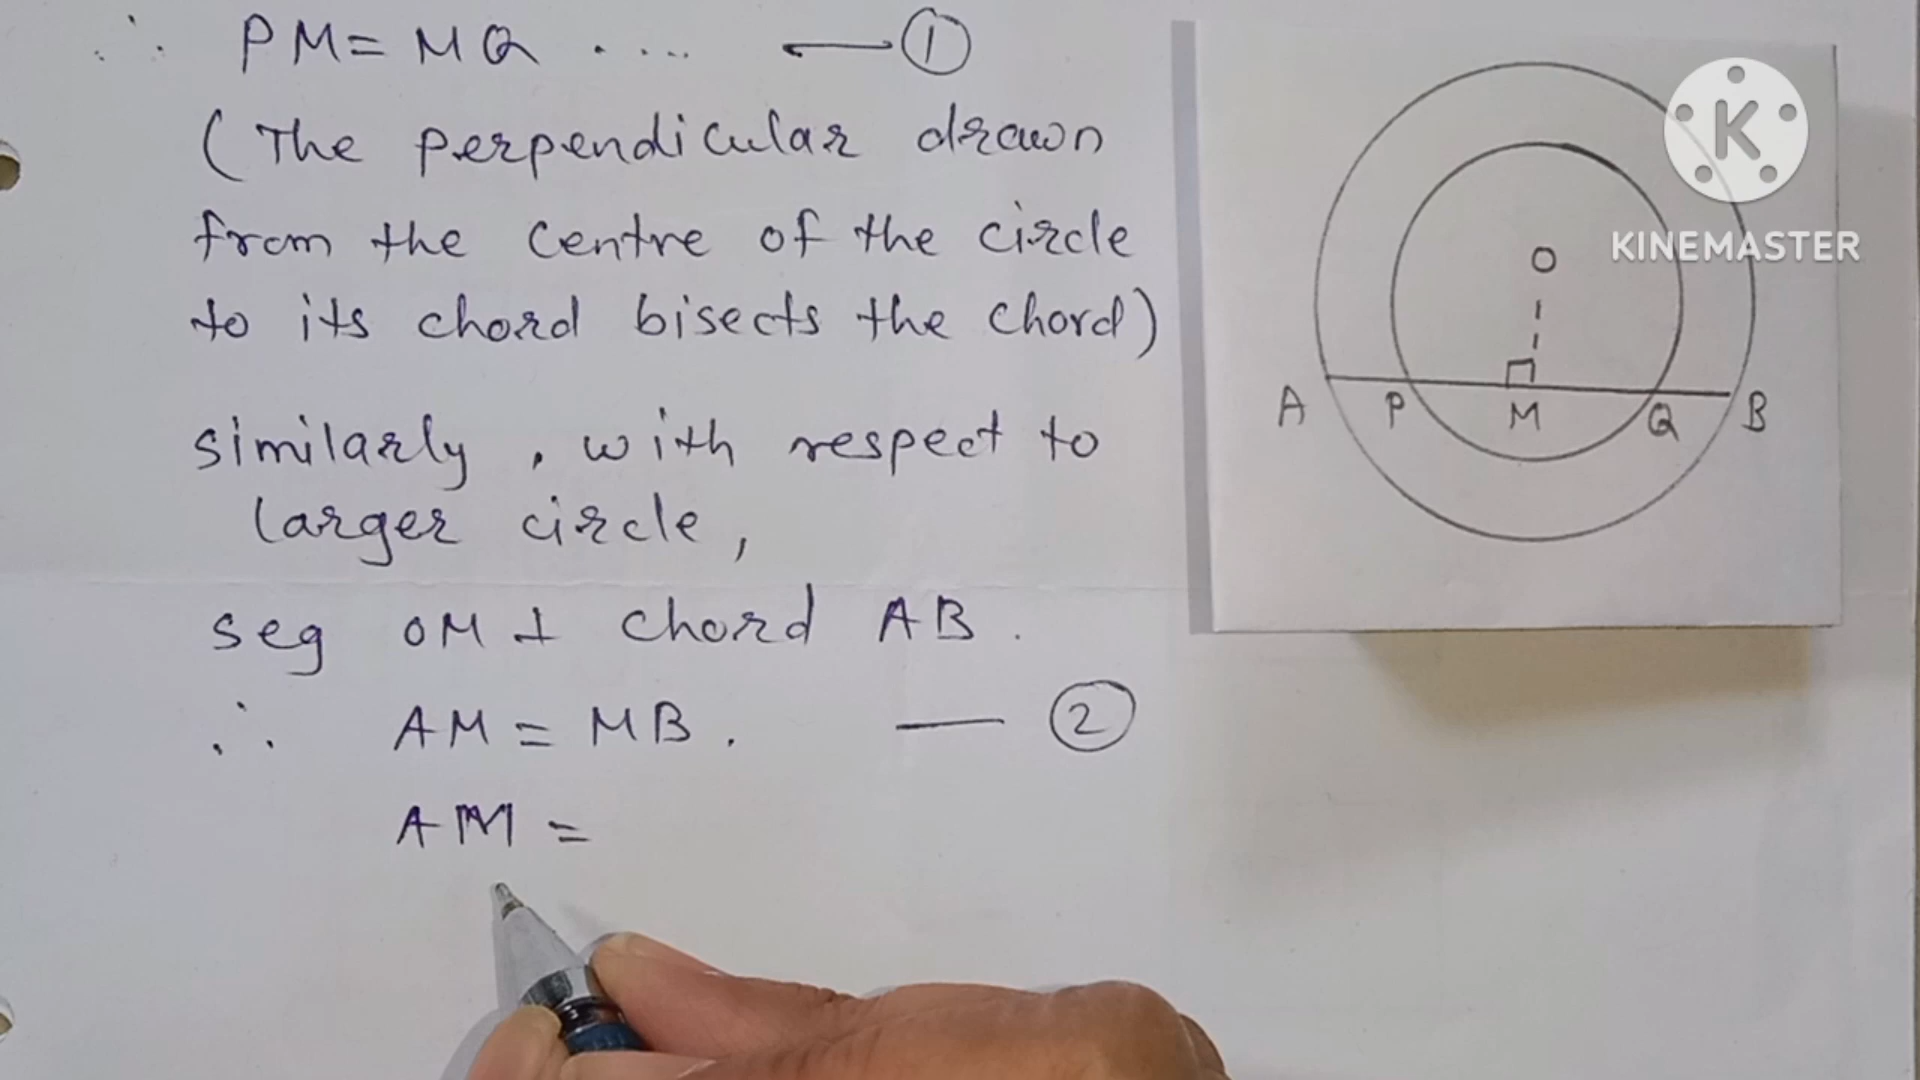 ∴ PM = MQ .... — ①
(The perpendicular drawn
from the centre of the circle
to its chord bisects the chord)
similarly, with respect to
larger circle,
seg OM ⊥ chord AB.
∴ AM = MB. — ②
AM =
K
KINEMASTER
O
A P M Q B